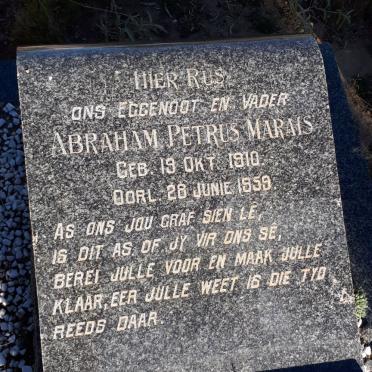 HIER RUS
ONS EGGENOOT EN VADER
ABRAHAM PETRUS MARAIS
GEB. 19 OKT. 1910.
OORL. 26 JUNIE 1959.
AS ONS JOU GRAF SIEN LÊ,
IS DIT AS OF JY VIR ONS SÊ,
BEREI JULLE VOOR EN MAAK JULLE
KLAAR, EER JULLE WEET IS DIE TYD
REEDS DAAR.